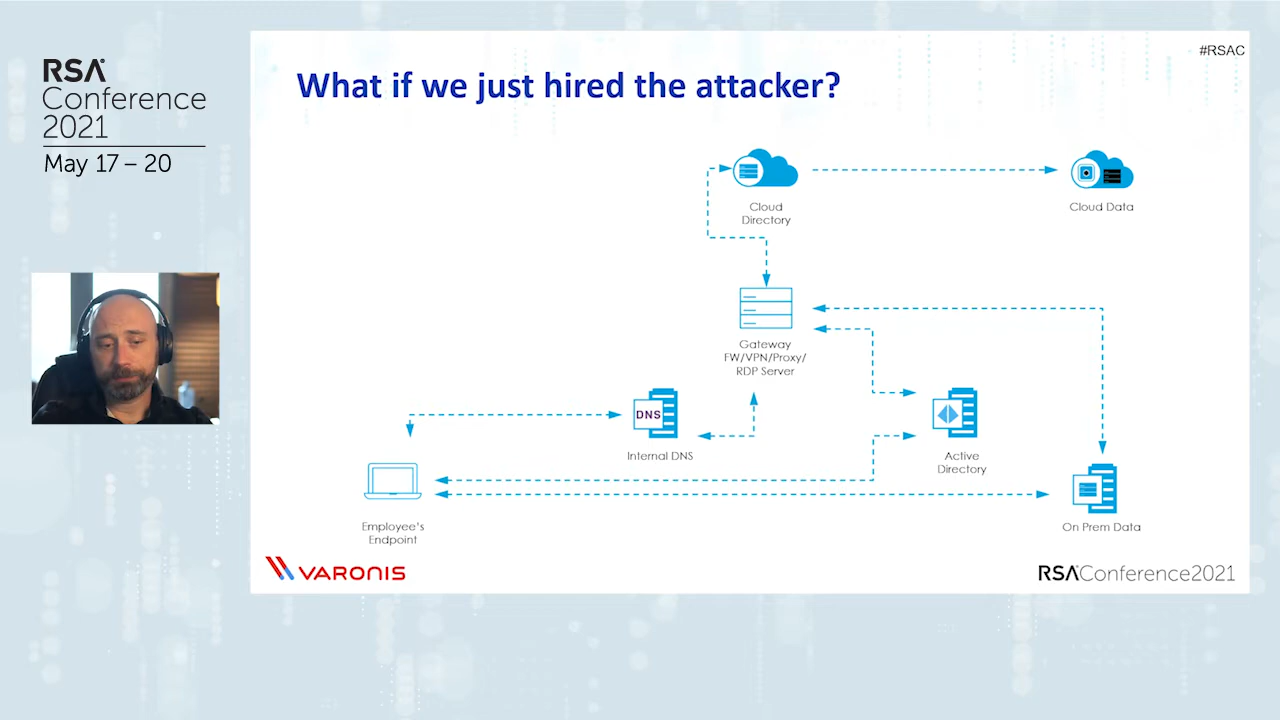 RSA
Conference
2021
May 17 – 20
#RSAC
What if we just hired the attacker?
Cloud
Directory
Cloud Data
Gateway
FW/VPN/Proxy/
RDP Server
DNS
Internal DNS
Active
Directory
Employee's
Endpoint
On Prem Data
VARONIS
RSAConference2021